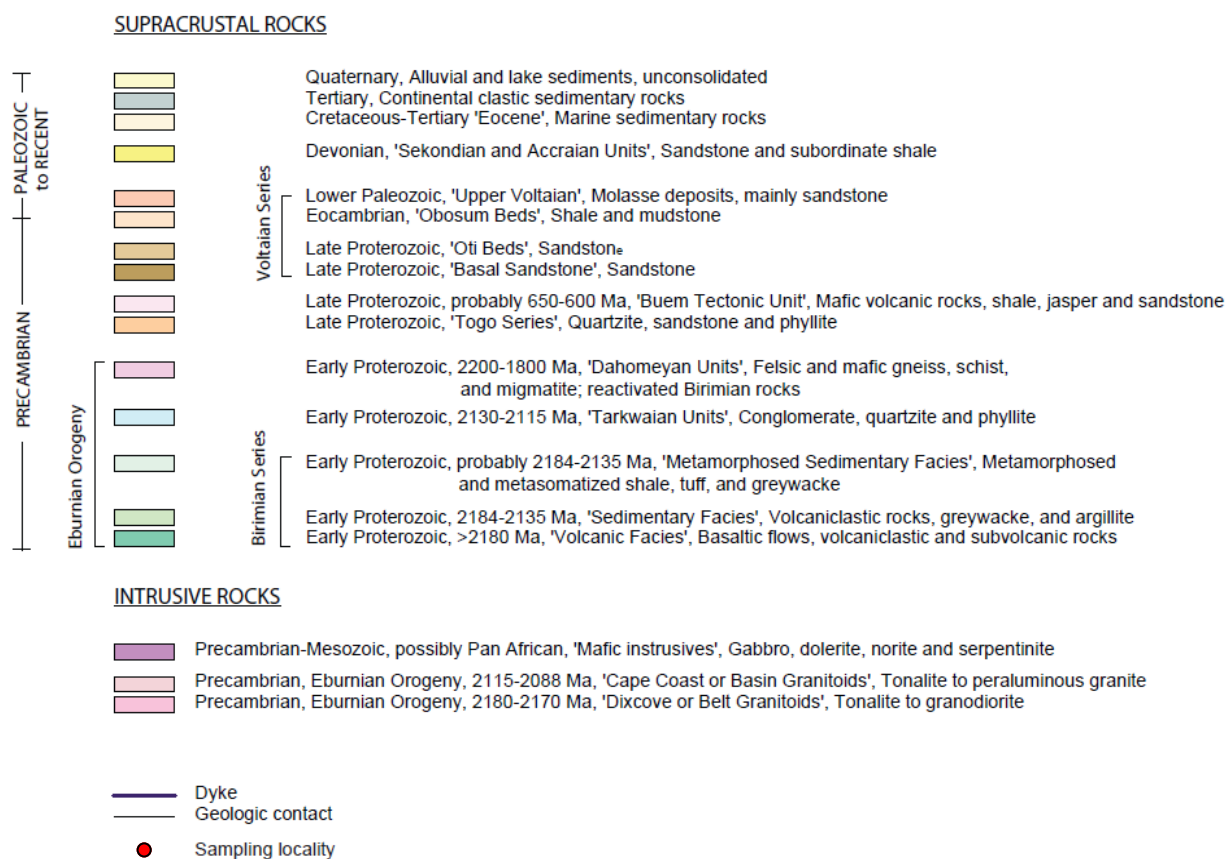 SUPRACRUSTAL ROCKS
PALEOZOIC
to RECENT
PRECAMBRIAN
Eburnian Orogeny
Voltaian Series
Birimian Series
Quaternary, Alluvial and lake sediments, unconsolidated
Tertiary, Continental clastic sedimentary rocks
Cretaceous-Tertiary 'Eocene', Marine sedimentary rocks
Devonian, 'Sekondian and Accraian Units', Sandstone and subordinate shale
Lower Paleozoic, 'Upper Voltaian', Molasse deposits, mainly sandstone
Eocambrian, 'Obosum Beds', Shale and mudstone
Late Proterozoic, 'Oti Beds', Sandstone
Late Proterozoic, 'Basal Sandstone', Sandstone
Late Proterozoic, probably 650-600 Ma, 'Buem Tectonic Unit', Mafic volcanic rocks, shale, jasper and sandstone
Late Proterozoic, 'Togo Series', Quartzite, sandstone and phyllite
Early Proterozoic, 2200-1800 Ma, 'Dahomeyan Units', Felsic and mafic gneiss, schist,
and migmatite; reactivated Birimian rocks
Early Proterozoic, 2130-2115 Ma, 'Tarkwaian Units', Conglomerate, quartzite and phyllite
Early Proterozoic, probably 2184-2135 Ma, 'Metamorphosed Sedimentary Facies', Metamorphosed
and metasomatized shale, tuff, and greywacke
Early Proterozoic, 2184-2135 Ma, 'Sedimentary Facies', Volcaniclastic rocks, greywacke, and argillite
Early Proterozoic, >2180 Ma, 'Volcanic Facies', Basaltic flows, volcaniclastic and subvolcanic rocks
INTRUSIVE ROCKS
Precambrian-Mesozoic, possibly Pan African, 'Mafic instrusives', Gabbro, dolerite, norite and serpentinite
Precambrian, Eburnian Orogeny, 2115-2088 Ma, 'Cape Coast or Basin Granitoids', Tonalite to peraluminous granite
Precambrian, Eburnian Orogeny, 2180-2170 Ma, 'Dixcove or Belt Granitoids', Tonalite to granodiorite
Dyke
Geologic contact
Sampling locality